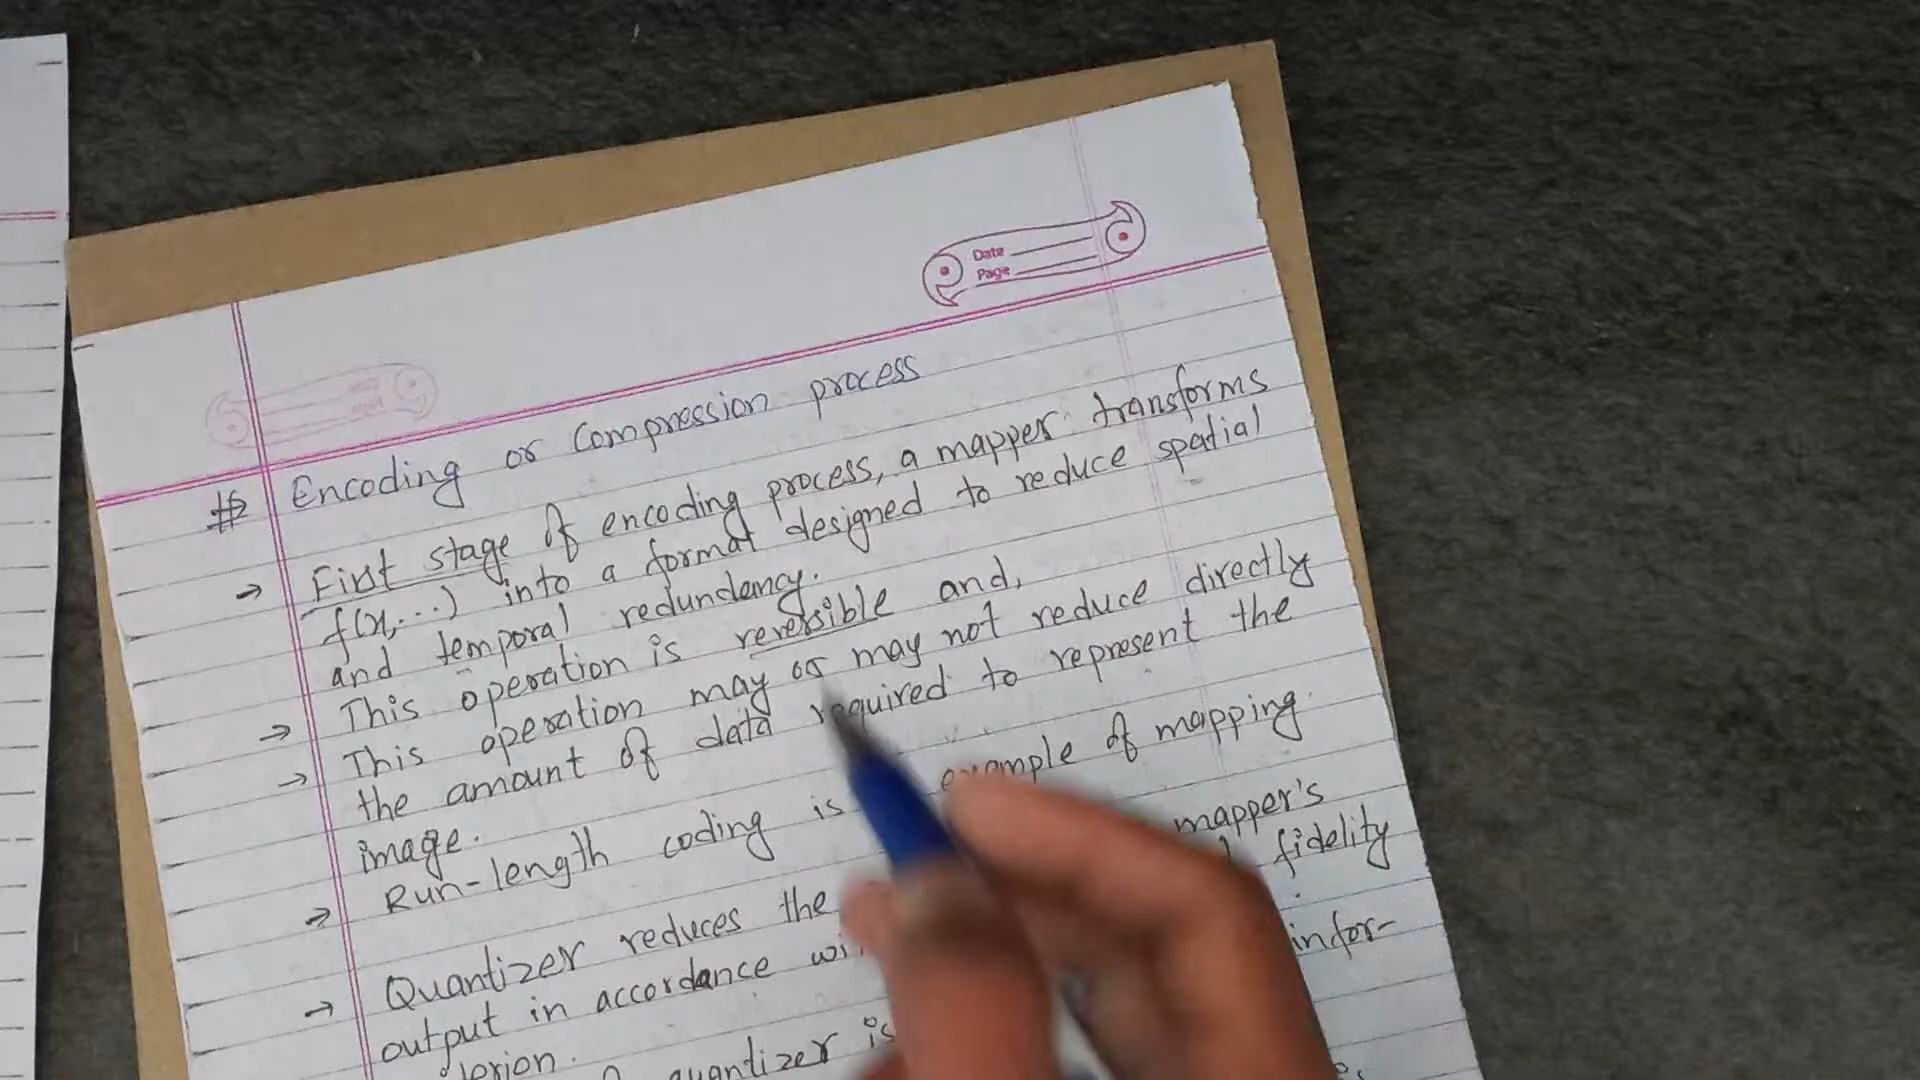 Date
Page
# Encoding or Compression process
→ First stage of encoding process, a mapper transforms
f(x,...) into a format designed to reduce spatial
and temporal redundancy.
→ This operation is reversible and,
→ This operation may or may not reduce directly
the amount of data required to represent the
image.
→ Run-length coding is example of mapping.
→ Quantizer reduces the mapper's
output in accordance fidelity
infor-
quantizer is